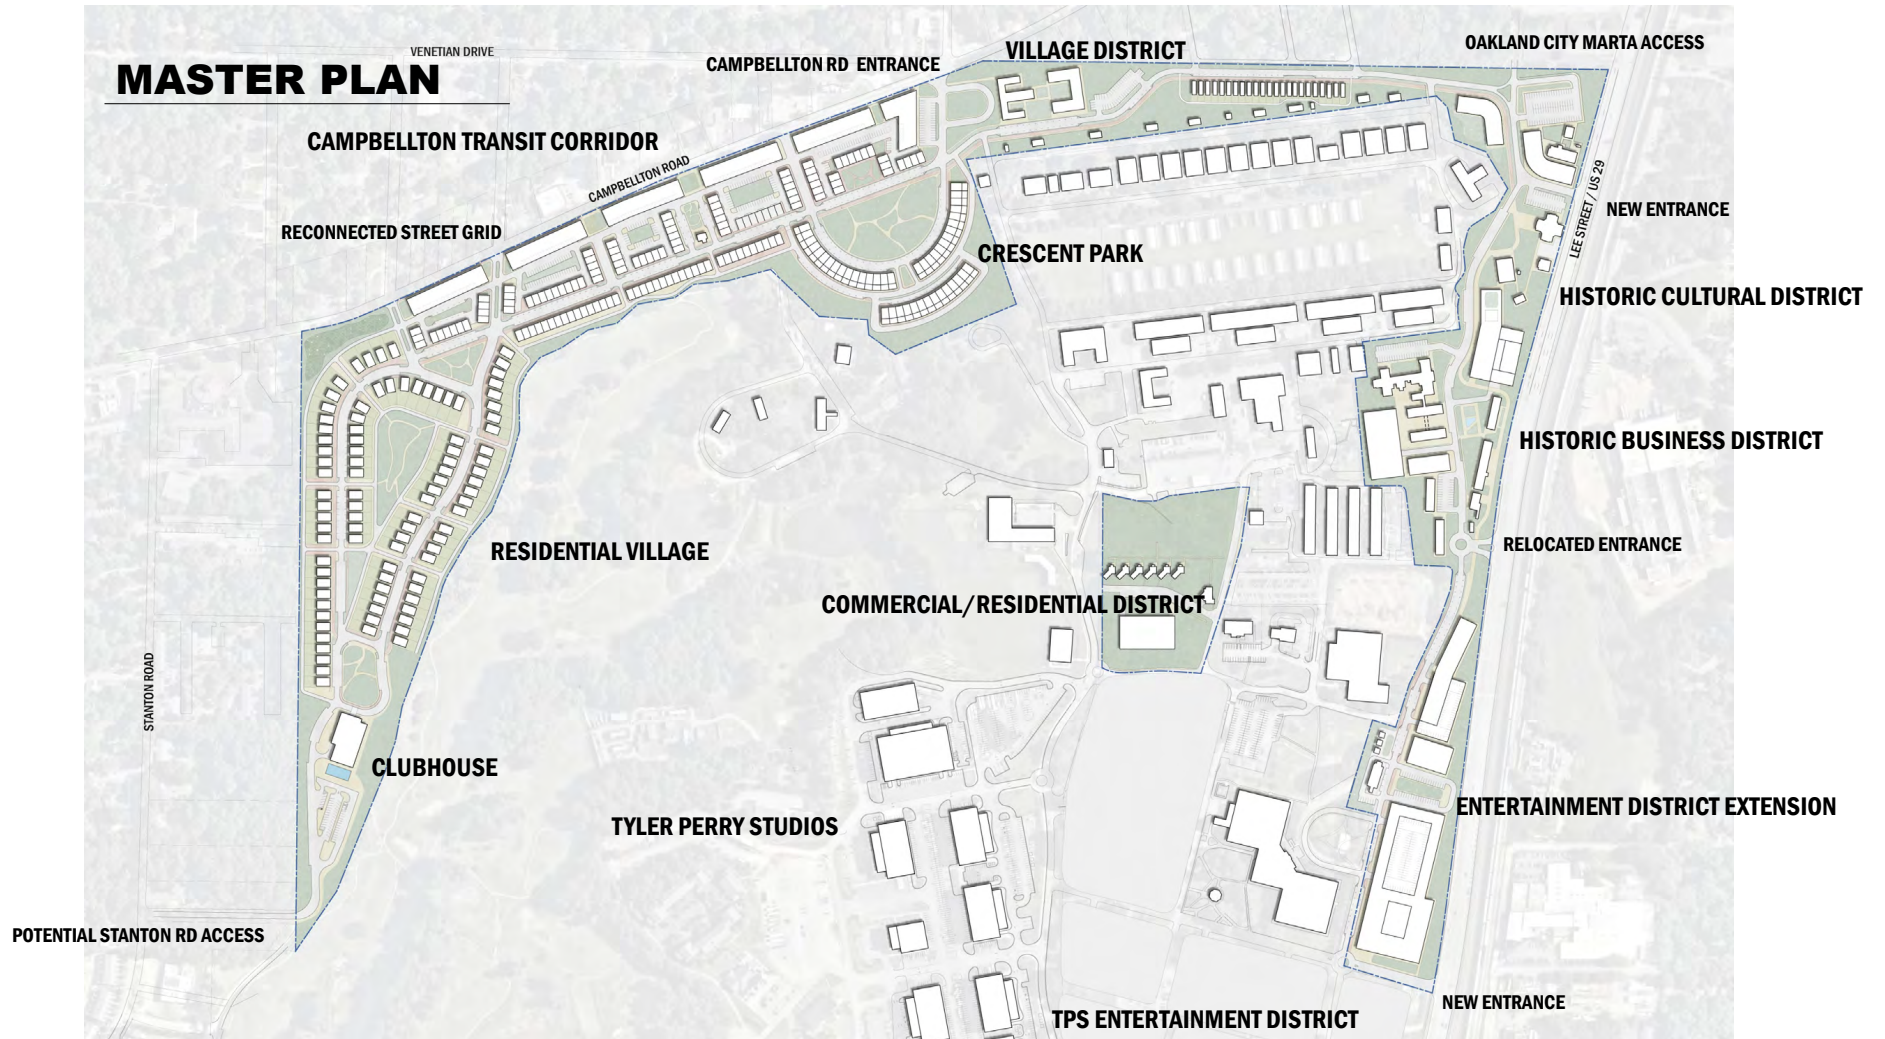 VENETIAN DRIVE
MASTER PLAN
VILLAGE DISTRICT
OAKLAND CITY MARTA ACCESS
CAMPBELLTON RD ENTRANCE
CAMPBELLTON TRANSIT CORRIDOR
CAMPBELLTON ROAD
LEE STREET / US 29
NEW ENTRANCE
RECONNECTED STREET GRID
CRESCENT PARK
HISTORIC CULTURAL DISTRICT
HISTORIC BUSINESS DISTRICT
RELOCATED ENTRANCE
RESIDENTIAL VILLAGE
COMMERCIAL/RESIDENTIAL DISTRICT
STANTON ROAD
CLUBHOUSE
ENTERTAINMENT DISTRICT EXTENSION
TYLER PERRY STUDIOS
POTENTIAL STANTON RD ACCESS
NEW ENTRANCE
TPS ENTERTAINMENT DISTRICT